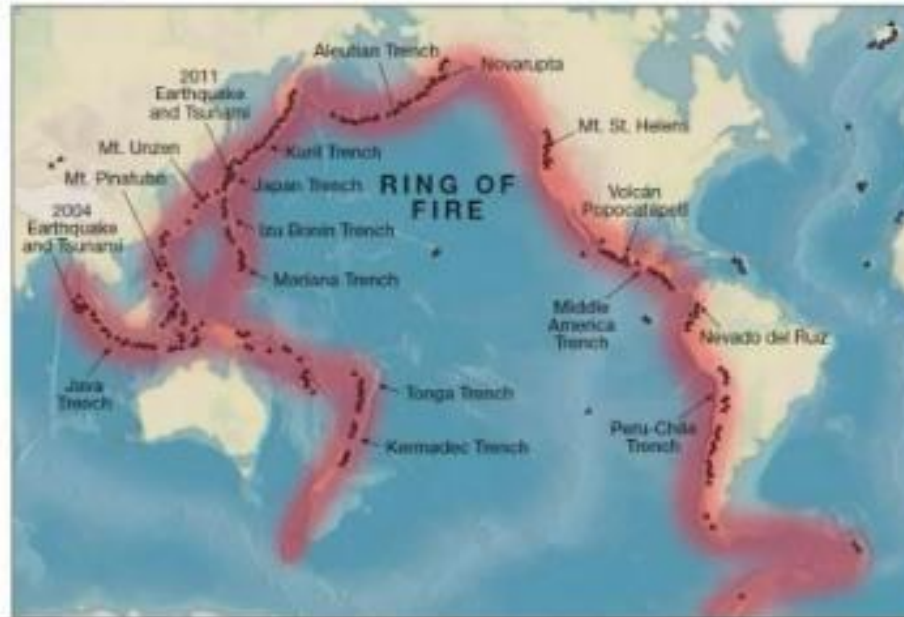 Aleutian Trench
Novarupta
2011
Earthquake
and Tsunami
Mt. St. Helens
Mt. Unzen
Kuril Trench
Mt. Pinatubo
Japan Trench
RING OF
FIRE
Volcán
Popocatépetl
2004
Earthquake
and Tsunami
Izu Bonin Trench
Mariana Trench
Middle
America
Trench
Nevado del Ruiz
Java
Trench
Tonga Trench
Peru-Chile
Trench
Kermadec Trench